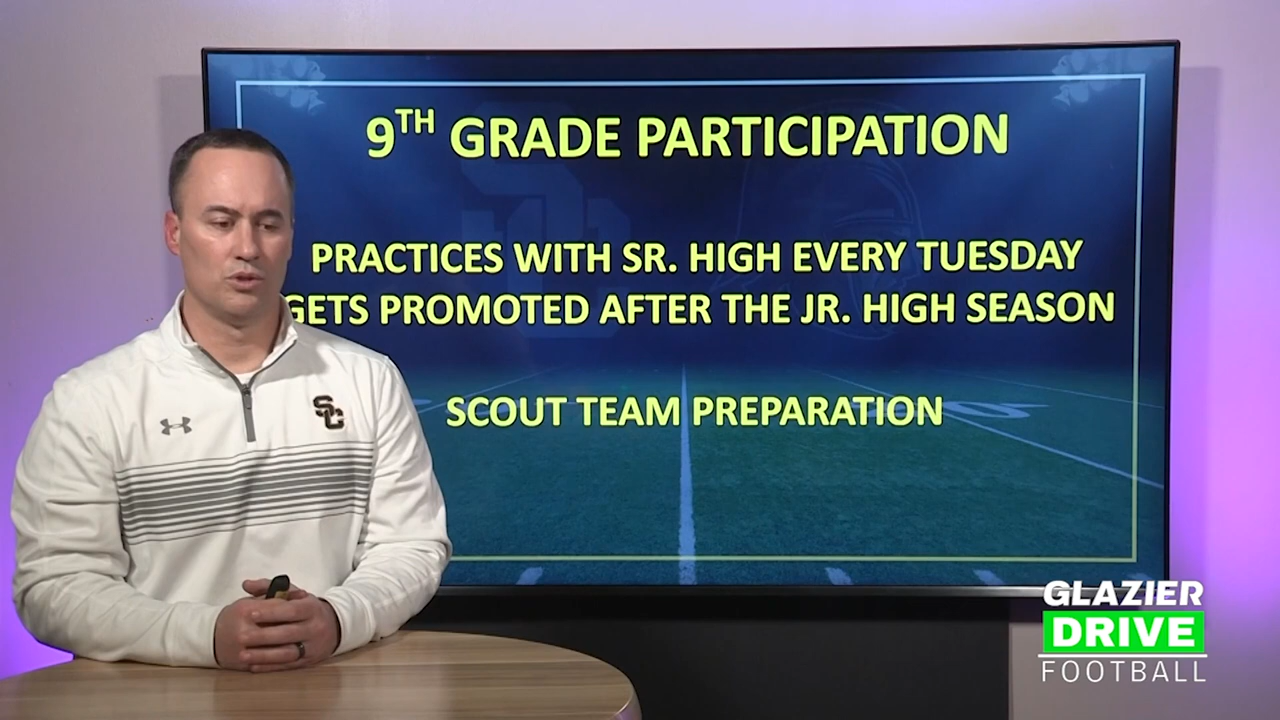 9TH GRADE PARTICIPATION
PRACTICES WITH SR. HIGH EVERY TUESDAY
GETS PROMOTED AFTER THE JR. HIGH SEASON
SCOUT TEAM PREPARATION
SC
GLAZIER
DRIVE
FOOTBALL